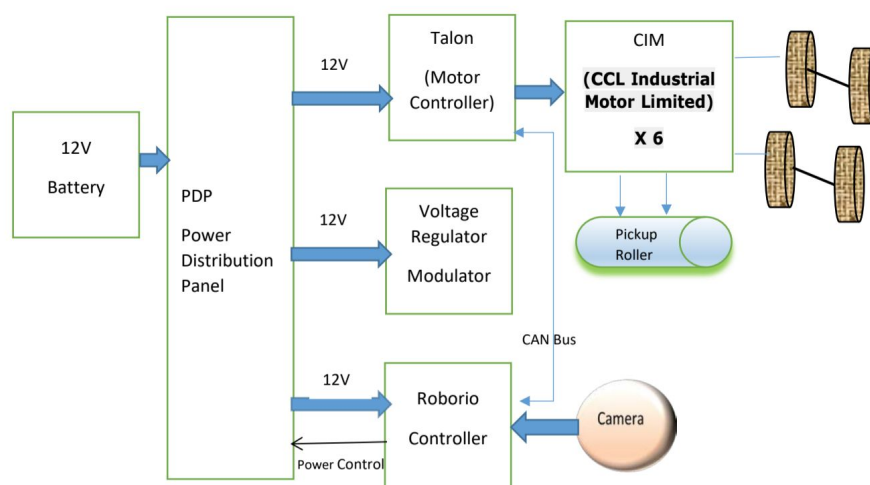 12V
Battery
PDP
Power
Distribution
Panel
12V
Talon
(Motor
Controller)
CIM
(CCL Industrial
Motor Limited)
X 6
12V
Voltage
Regulator
Modulator
Pickup
Roller
CAN Bus
12V
Roborio
Controller
Camera
Power Control